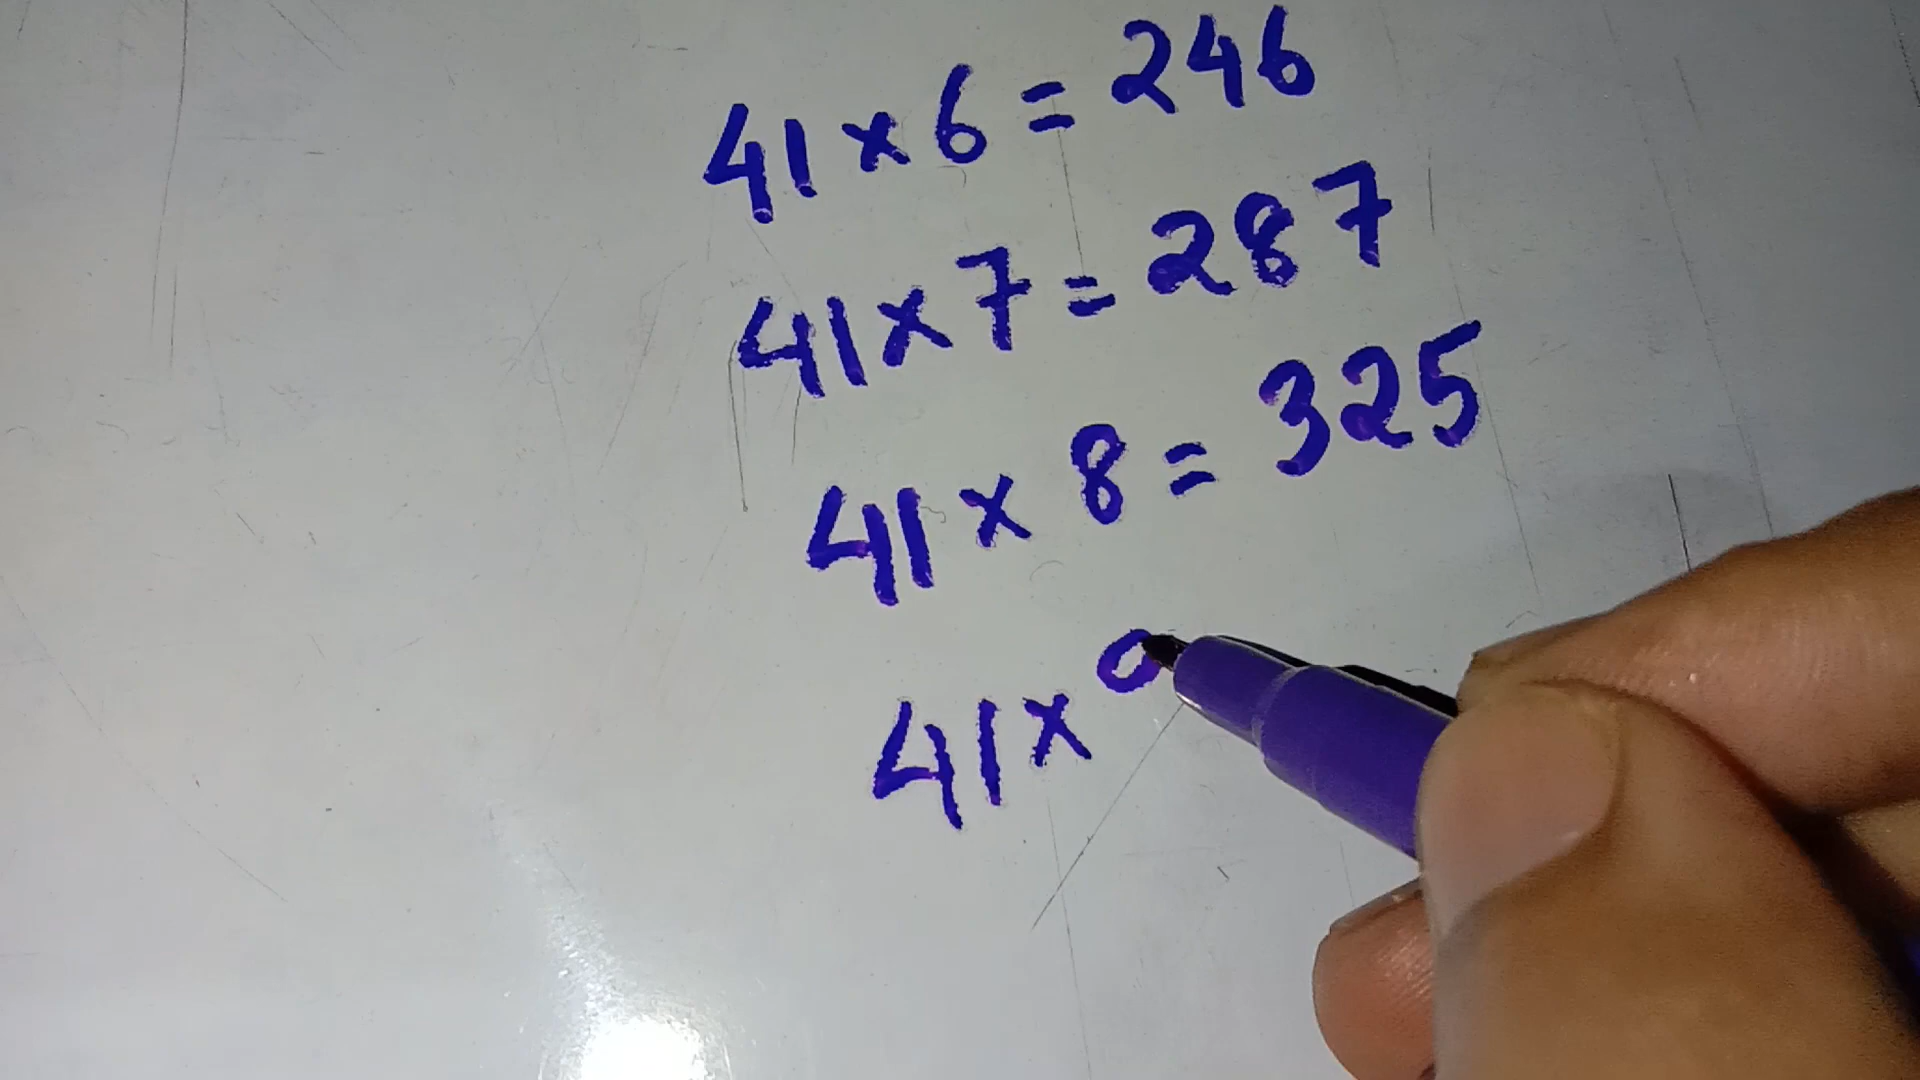 41 × 6 = 246
41 × 7 = 287
41 × 8 = 325
41 ×